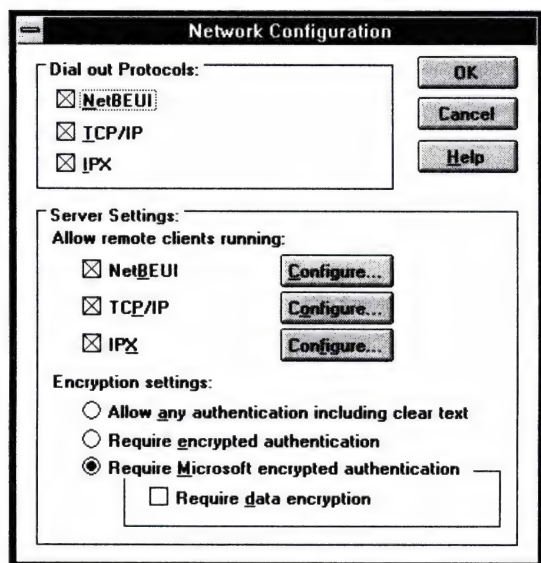 Network Configuration
Dial out Protocols:
NetBEUI
TCP/IP
IPX
OK
Cancel
Help
Server Settings:
Allow remote clients running:
NetBEUI Configure...
TCP/IP Configure...
IPX Configure...
Encryption settings:
Allow any authentication including clear text
Require encrypted authentication
Require Microsoft encrypted authentication
Require data encryption